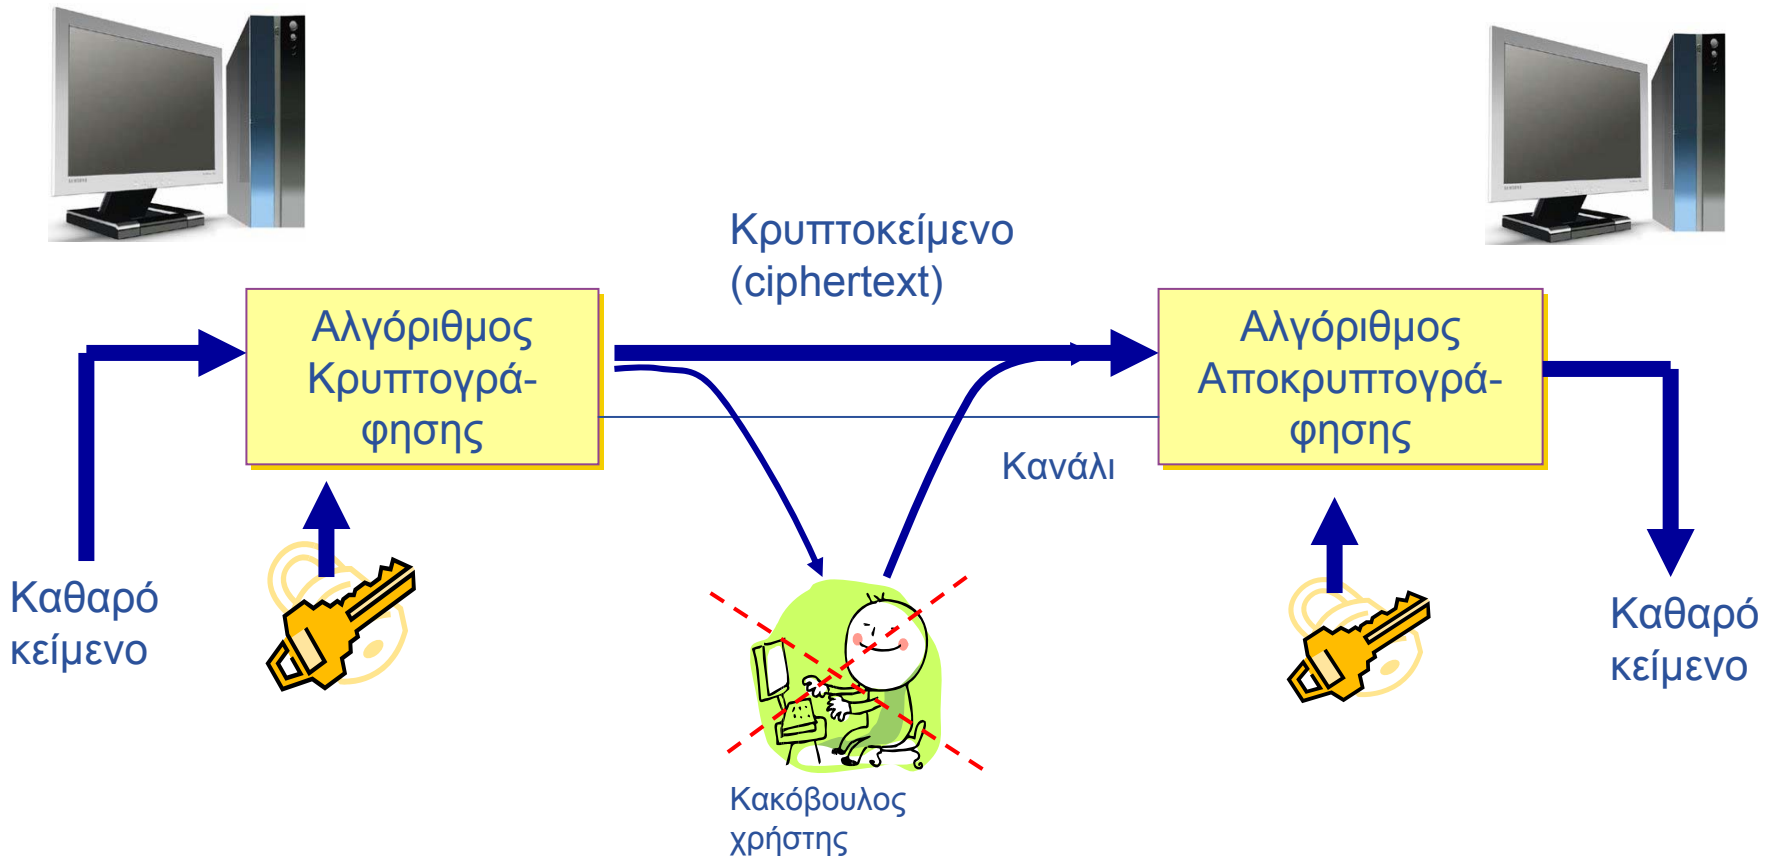 Κρυπτοκείμενο
(ciphertext)
Αλγόριθμος
Κρυπτογρά-
φησης
Αλγόριθμος
Αποκρυπτογρά-
φησης
Κανάλι
Καθαρό
κείμενο
Καθαρό
κείμενο
Κακόβουλος
χρήστης